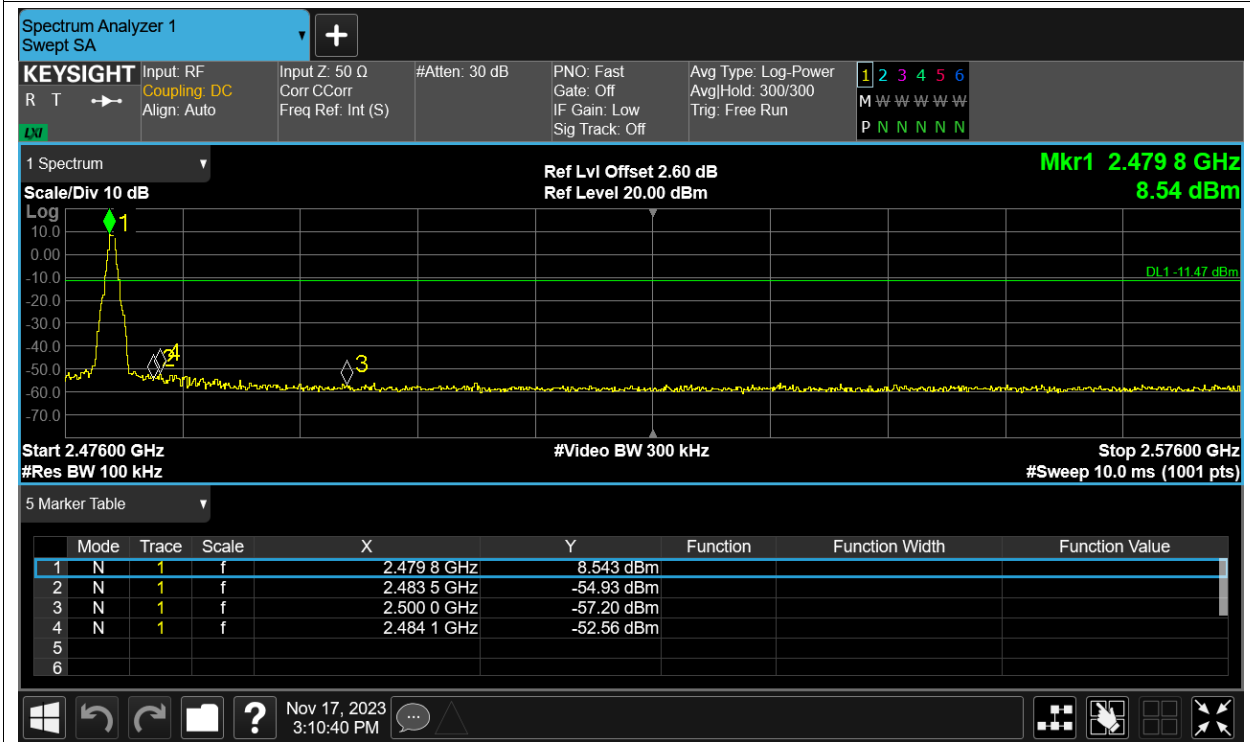 Spectrum Analyzer 1
Swept SA
+
KEYSIGHT Input: RF Input Z: 50 Ω #Atten: 30 dB PNO: Fast Avg Type: Log-Power 1 2 3 4 5 6
R T Coupling: DC Corr CCorr Gate: Off Avg|Hold: 300/300 M W W W W W W
Align: Auto Freq Ref: Int (S) IF Gain: Low Trig: Free Run
LXI Sig Track: Off P N N N N N N
1 Spectrum Ref Lvl Offset 2.60 dB Mkr1 2.479 8 GHz
Scale/Div 10 dB Ref Level 20.00 dBm 8.54 dBm
Log
1
10.0
0.00
-10.0 DL1 -11.47 dBm
-20.0
-30.0
-40.0
2 4
3
-50.0
-60.0
-70.0
Start 2.47600 GHz #Video BW 300 kHz Stop 2.57600 GHz
#Res BW 100 kHz #Sweep 10.0 ms (1001 pts)
5 Marker Table
Mode Trace Scale X Y Function Function Width Function Value
1 N 1 f 2.479 8 GHz 8.543 dBm
2 N 1 f 2.483 5 GHz -54.93 dBm
3 N 1 f 2.500 0 GHz -57.20 dBm
4 N 1 f 2.484 1 GHz -52.56 dBm
5
6
? Nov 17, 2023
3:10:40 PM